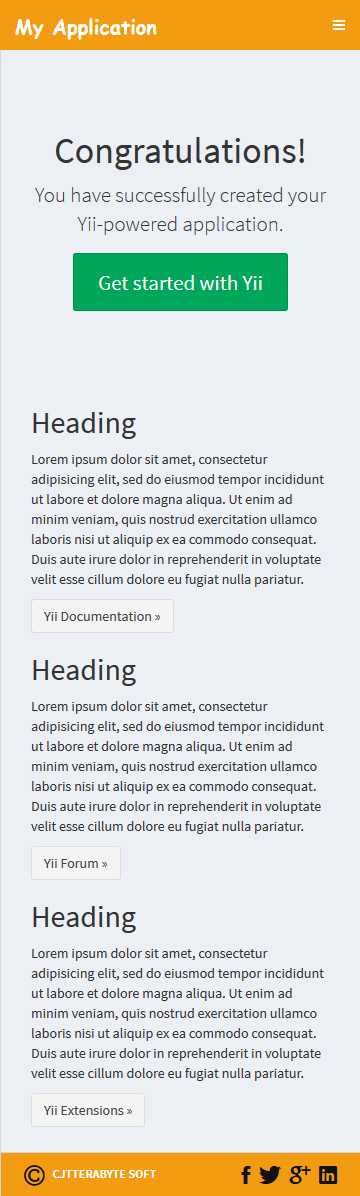 My Application
Congratulations!
You have successfully created your
Yii-powered application.
Get started with Yii
Heading
Lorem ipsum dolor sit amet, consectetur
adipisicing elit, sed do eiusmod tempor incididunt
ut labore et dolore magna aliqua. Ut enim ad
minim veniam, quis nostrud exercitation ullamco
laboris nisi ut aliquip ex ea commodo consequat.
Duis aute irure dolor in reprehenderit in voluptate
velit esse cillum dolore eu fugiat nulla pariatur.
Yii Documentation »
Heading
Lorem ipsum dolor sit amet, consectetur
adipisicing elit, sed do eiusmod tempor incididunt
ut labore et dolore magna aliqua. Ut enim ad
minim veniam, quis nostrud exercitation ullamco
laboris nisi ut aliquip ex ea commodo consequat.
Duis aute irure dolor in reprehenderit in voluptate
velit esse cillum dolore eu fugiat nulla pariatur.
Yii Forum »
Heading
Lorem ipsum dolor sit amet, consectetur
adipisicing elit, sed do eiusmod tempor incididunt
ut labore et dolore magna aliqua. Ut enim ad
minim veniam, quis nostrud exercitation ullamco
laboris nisi ut aliquip ex ea commodo consequat.
Duis aute irure dolor in reprehenderit in voluptate
velit esse cillum dolore eu fugiat nulla pariatur.
Yii Extensions »
© CJTTERABYTE SOFT